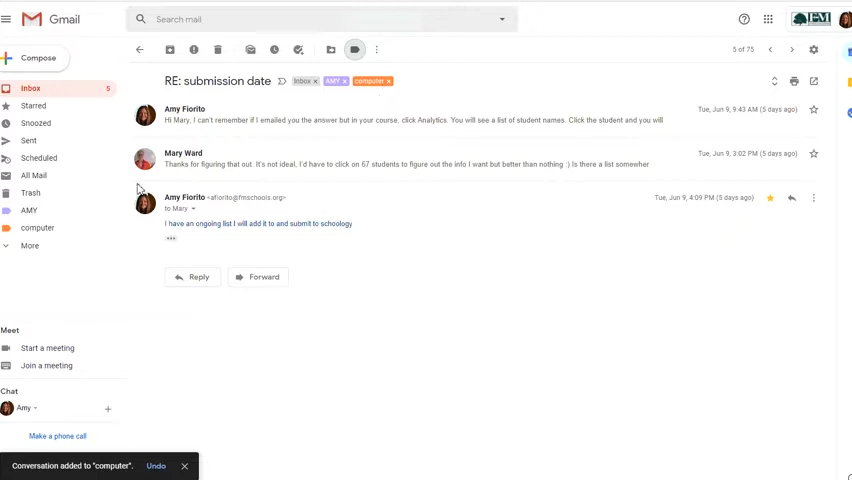 Gmail
Search mail
FM
Compose
5 of 75
Inbox 5
Starred
Snoozed
Sent
Scheduled
All Mail
Trash
AMY
computer
More
RE: submission date Inbox × AMY × computer ×
Amy Fiorito Tue, Jun 9, 9:43 AM (5 days ago)
Hi Mary, I can't remember if I emailed you the answer but in your course, click Analytics. You will see a list of student names. Click the student and you will
Mary Ward Tue, Jun 9, 3:02 PM (5 days ago)
Thanks for figuring that out. It's not ideal, I'd have to click on 67 students to figure out the info I want but better than nothing :) Is there a list somewher
Amy Fiorito <afiorito@fmschools.org> Tue, Jun 9, 4:09 PM (5 days ago)
to Mary
I have an ongoing list I will add it to and submit to schoology
Reply Forward
Meet
Start a meeting
Join a meeting
Chat
Amy
Make a phone call
Conversation added to "computer". Undo